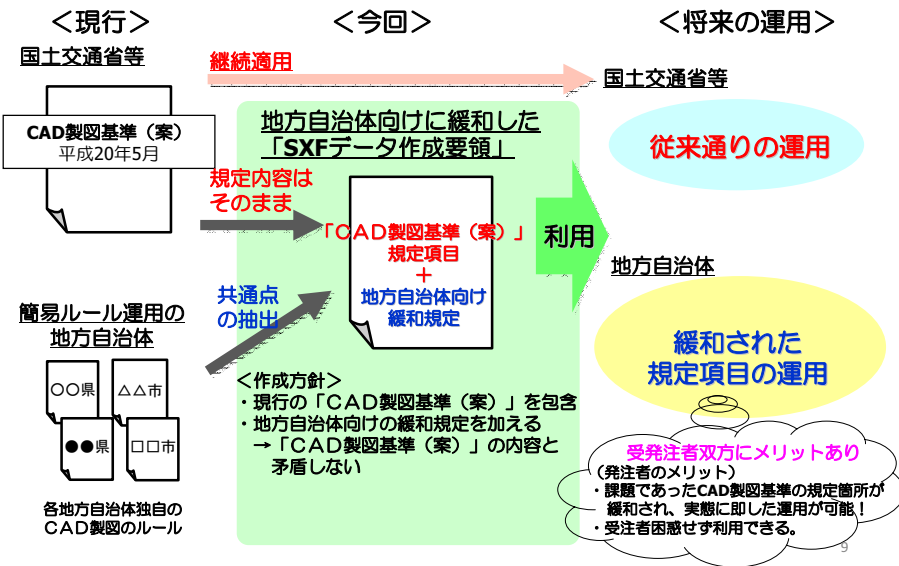 ＜現行＞
＜今回＞
＜将来の運用＞
国土交通省等
継続適用
国土交通省等
CAD製図基準（案）
平成20年5月
地方自治体向けに緩和した
「SXFデータ作成要領」
従来通りの運用
規定内容は
そのまま
「ＣＡＤ製図基準（案）」
規定項目
＋
地方自治体向け
緩和規定
利用
地方自治体
共通点
の抽出
簡易ルール運用の
地方自治体
○○県
△△市
●●県
□□市
各地方自治体独自の
ＣＡＤ製図のルール
緩和された
規定項目の運用
＜作成方針＞
・現行の「ＣＡＤ製図基準（案）」を包含
・地方自治体向けの緩和規定を加える
→「ＣＡＤ製図基準（案）」の内容と
矛盾しない
受発注者双方にメリットあり
（発注者のメリット）
・課題であったCAD製図基準の規定箇所が
緩和され、実態に即した運用が可能！
・受注者困惑せず利用できる。
9